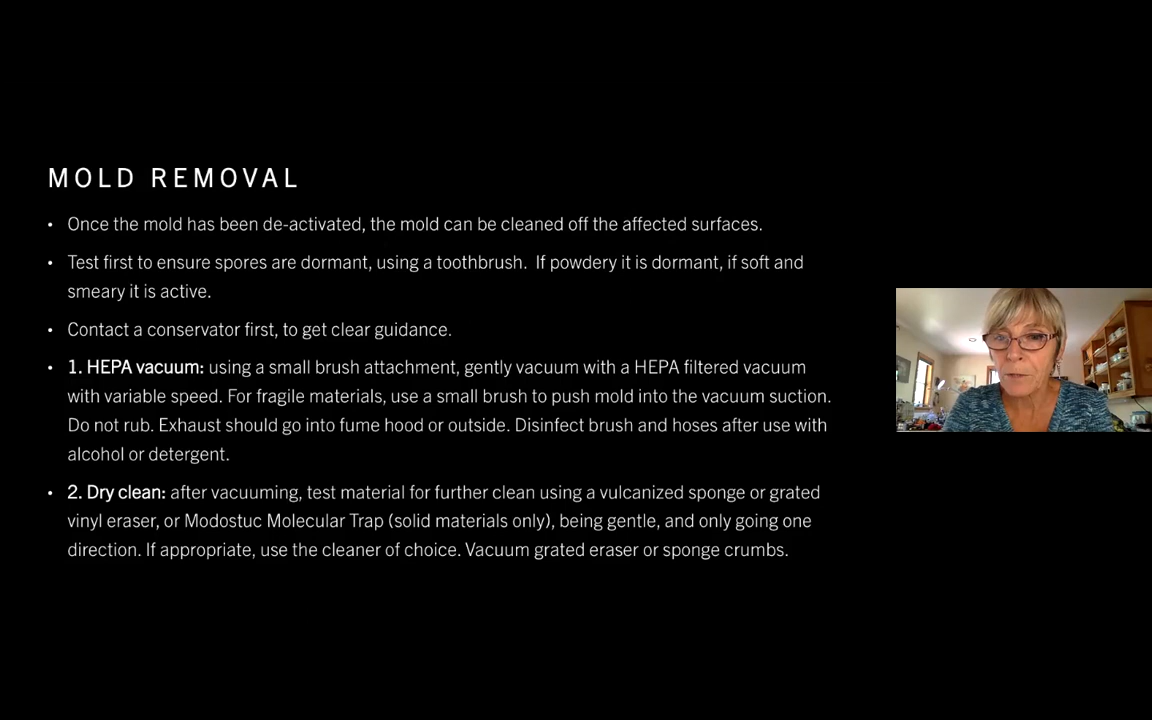 MOLD REMOVAL
• Once the mold has been de-activated, the mold can be cleaned off the affected surfaces.
• Test first to ensure spores are dormant, using a toothbrush.  If powdery it is dormant, if soft and
smeary it is active.
• Contact a conservator first, to get clear guidance.
• 1. HEPA vacuum: using a small brush attachment, gently vacuum with a HEPA filtered vacuum
with variable speed. For fragile materials, use a small brush to push mold into the vacuum suction.
Do not rub. Exhaust should go into fume hood or outside. Disinfect brush and hoses after use with
alcohol or detergent.
• 2. Dry clean: after vacuuming, test material for further clean using a vulcanized sponge or grated
vinyl eraser, or Modostuc Molecular Trap (solid materials only), being gentle, and only going one
direction. If appropriate, use the cleaner of choice. Vacuum grated eraser or sponge crumbs.